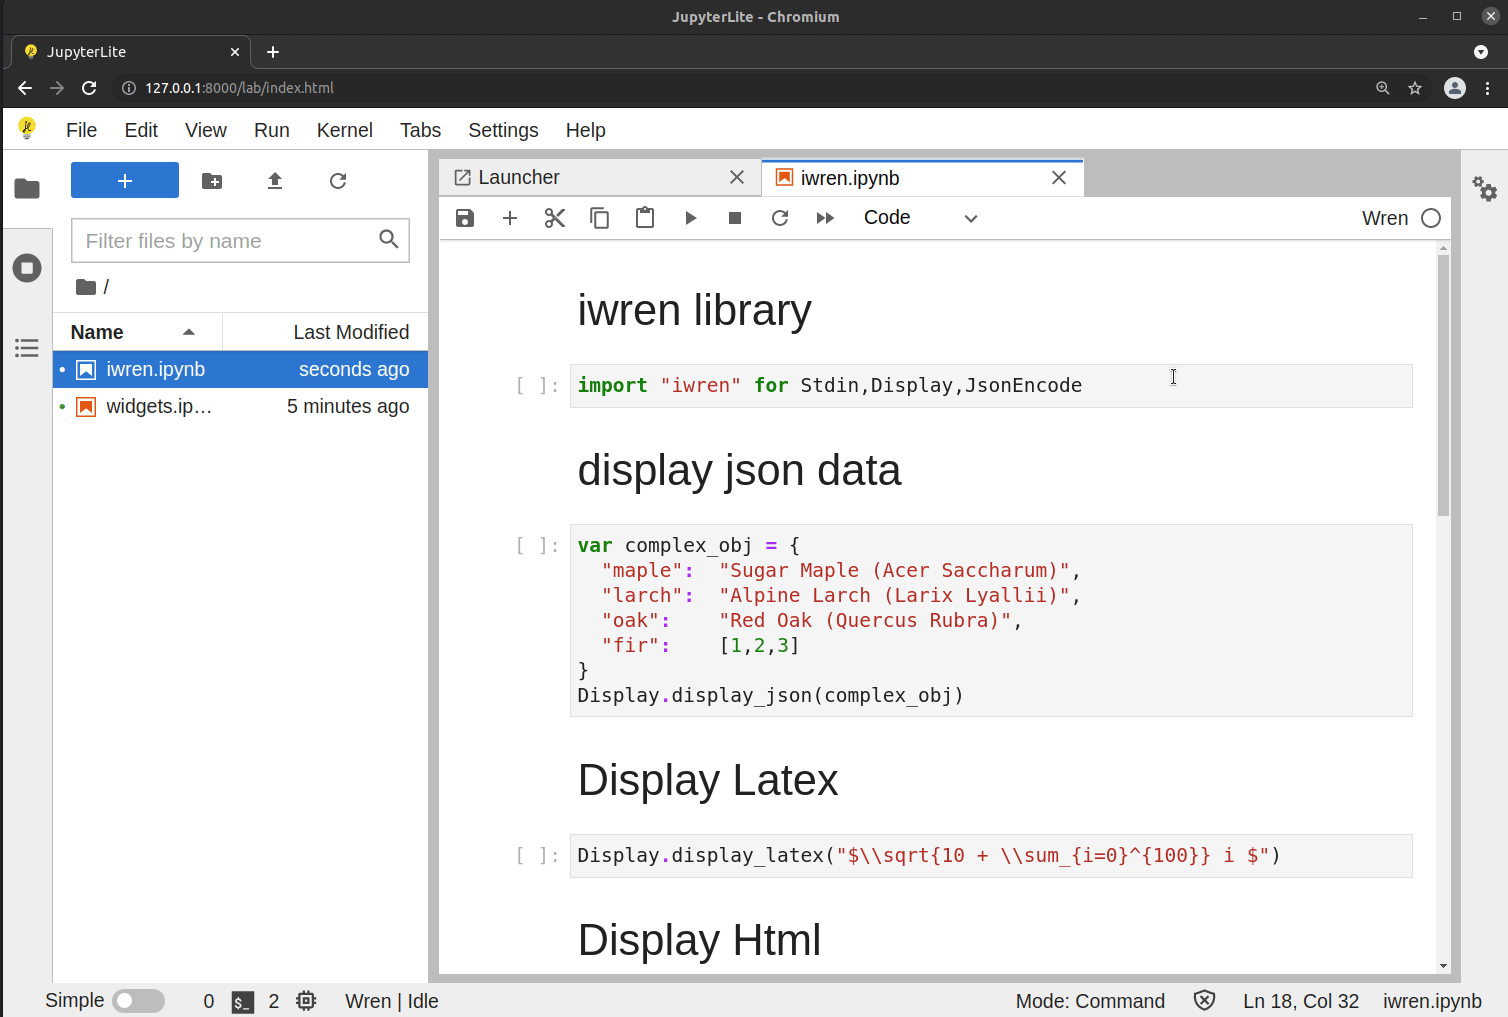 JupyterLite - Chromium
JupyterLite
127.0.0.1:8000/lab/index.html
File Edit View Run Kernel Tabs Settings Help
Filter files by name
/
Name Last Modified
iwren.ipynb seconds ago
widgets.ip… 5 minutes ago
Launcher iwren.ipynb
Code Wren
iwren library
[ ]: import "iwren" for Stdin,Display,JsonEncode
display json data
[ ]: var complex_obj = {
"maple": "Sugar Maple (Acer Saccharum)",
"larch": "Alpine Larch (Larix Lyallii)",
"oak": "Red Oak (Quercus Rubra)",
"fir": [1,2,3]
}
Display.display_json(complex_obj)
Display Latex
[ ]: Display.display_latex("$\\sqrt{10 + \\sum_{i=0}^{100}} i $")
Display Html
Simple 0 $_ 2 Wren | Idle Mode: Command Ln 18, Col 32 iwren.ipynb